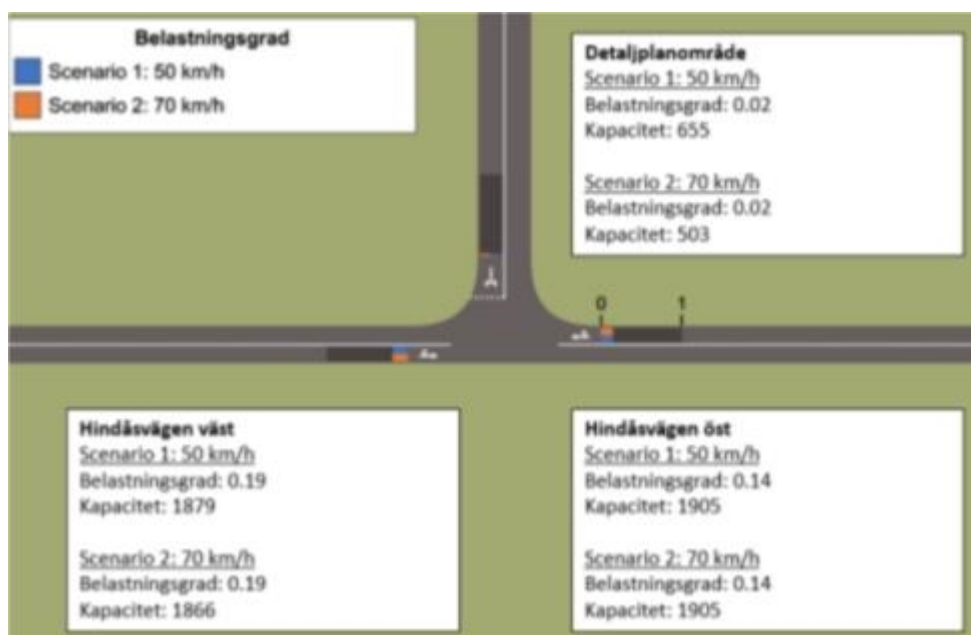 Belastningsgrad
Scenario 1: 50 km/h
Scenario 2: 70 km/h
Detaljplanområde
Scenario 1: 50 km/h
Belastningsgrad: 0.02
Kapacitet: 655
Scenario 2: 70 km/h
Belastningsgrad: 0.02
Kapacitet: 503
0 1
Hindåsvägen väst
Scenario 1: 50 km/h
Belastningsgrad: 0.19
Kapacitet: 1879
Scenario 2: 70 km/h
Belastningsgrad: 0.19
Kapacitet: 1866
Hindåsvägen öst
Scenario 1: 50 km/h
Belastningsgrad: 0.14
Kapacitet: 1905
Scenario 2: 70 km/h
Belastningsgrad: 0.14
Kapacitet: 1905